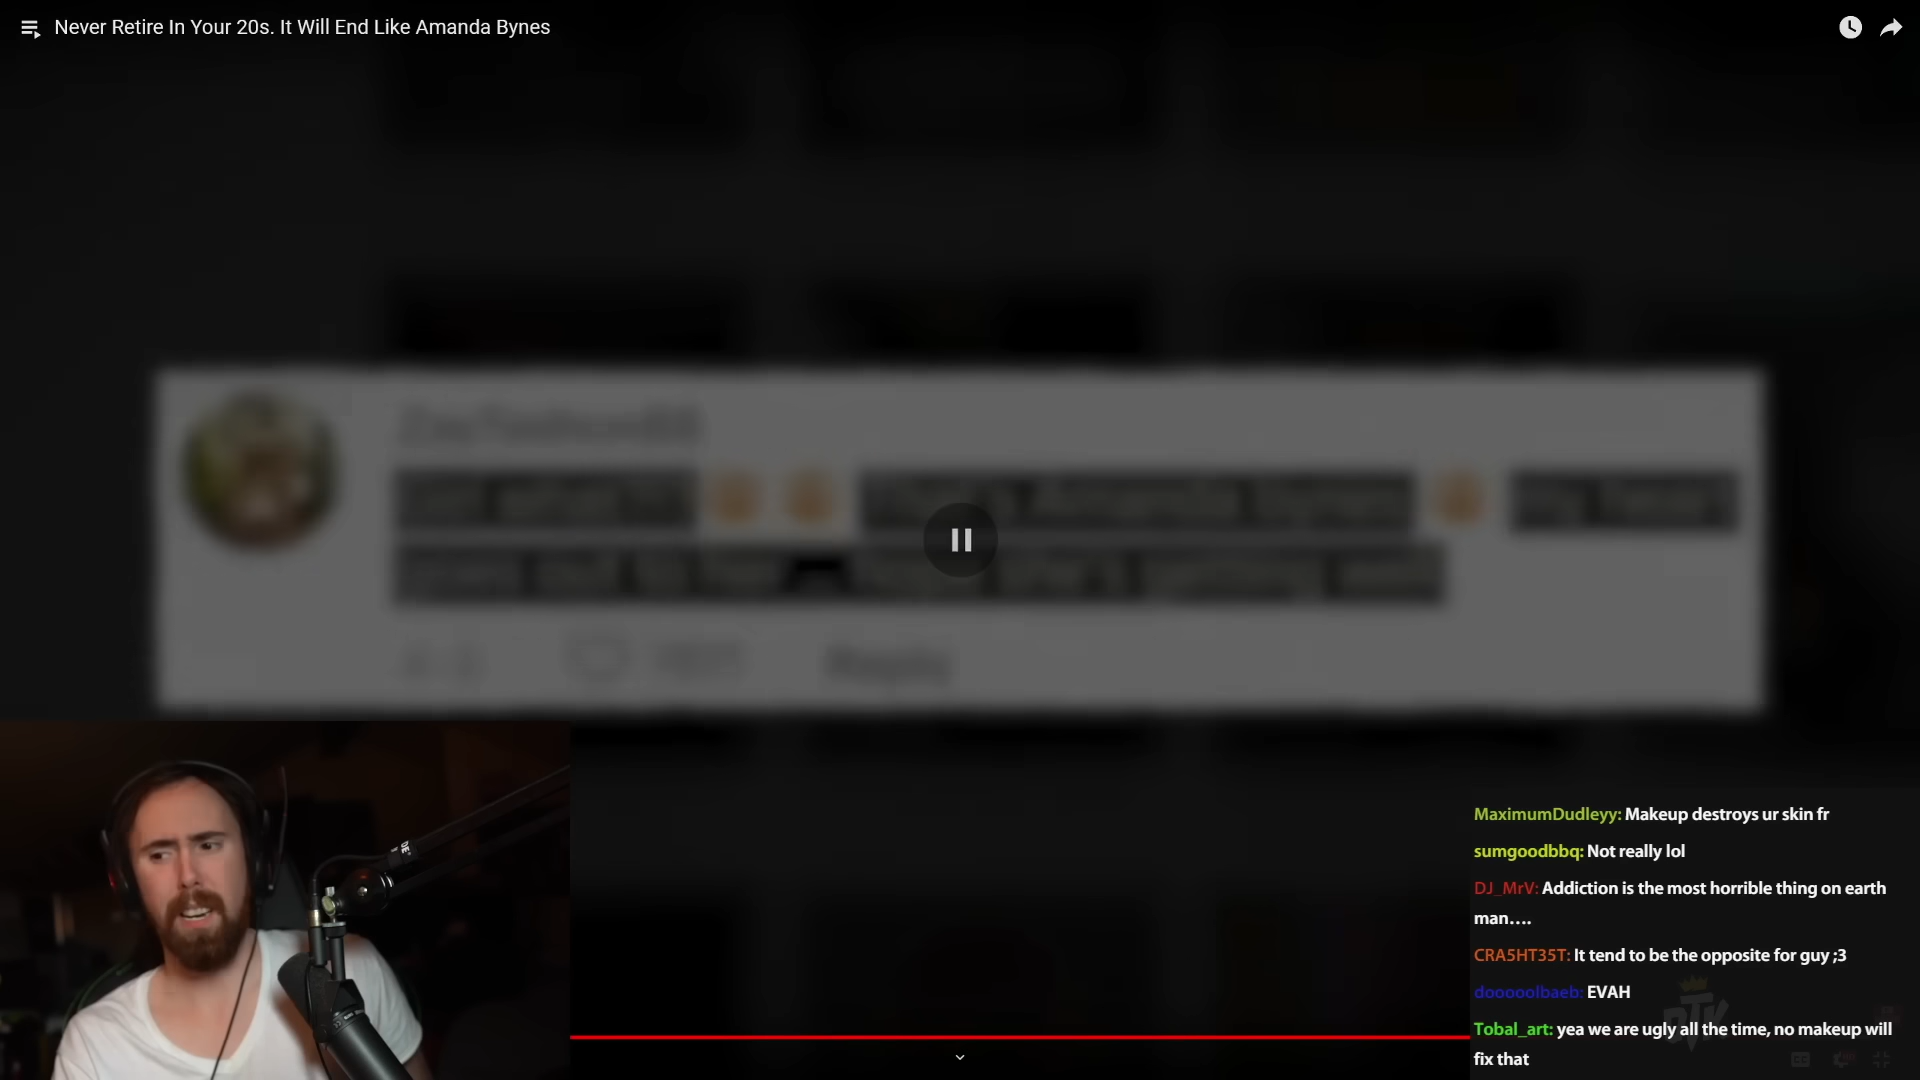 Never Retire In Your 20s. It Will End Like Amanda Bynes
Reply
MaximumDudleyy: Makeup destroys ur skin fr
sumgoodbbq: Not really lol
DJ_MrV: Addiction is the most horrible thing on earth
man....
CRA5HT35T: It tend to be the opposite for guy ;3
dooooolbaeb: EVAH
Tobal_art: yea we are ugly all the time, no makeup will
fix that